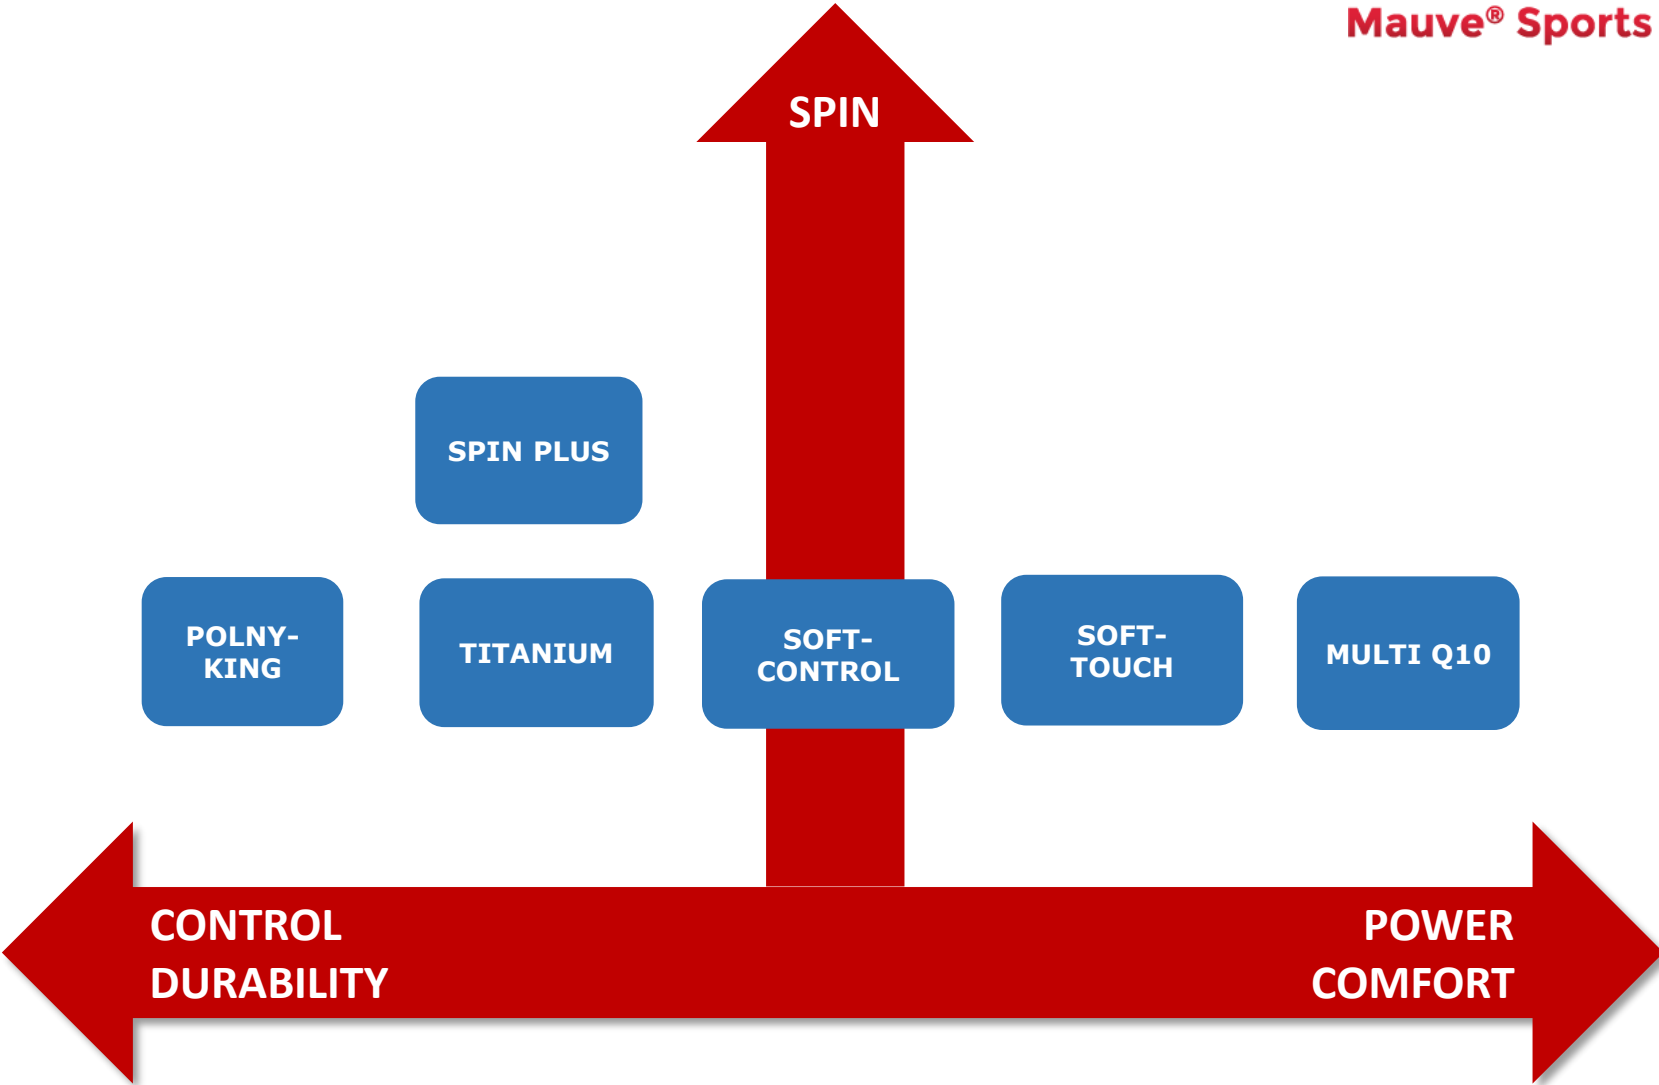 Mauve® Sports
SPIN
SPIN PLUS
POLNY-
KING
TITANIUM
SOFT-
CONTROL
SOFT-
TOUCH
MULTI Q10
CONTROL
DURABILITY
POWER
COMFORT